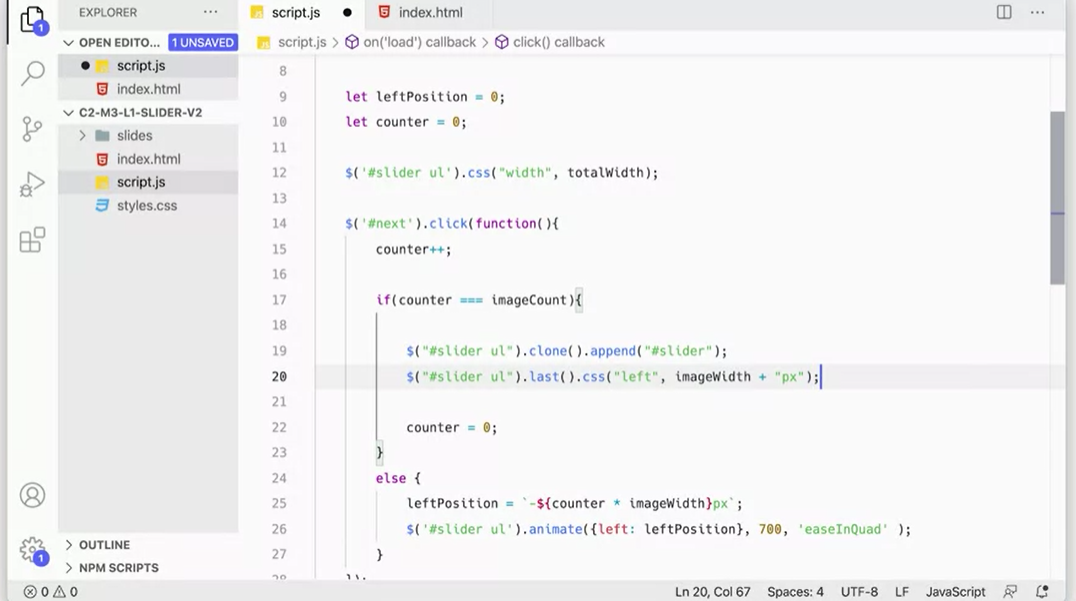 EXPLORER
script.js
index.html
1
OPEN EDITO... 1 UNSAVED
script.js > on('load') callback > click() callback
script.js
index.html
C2-M3-L1-SLIDER-V2
slides
index.html
script.js
styles.css
8
9 let leftPosition = 0;
10 let counter = 0;
11
12 $('#slider ul').css("width", totalWidth);
13
14 $('#next').click(function(){
15 counter++;
16
17 if(counter === imageCount){
18
19 $("#slider ul").clone().append("#slider");
20 $("#slider ul").last().css("left", imageWidth + "px");
21
22 counter = 0;
23 }
24 else {
25 leftPosition = `-${counter * imageWidth}px`;
26 $('#slider ul').animate({left: leftPosition}, 700, 'easeInQuad' );
27 }
28 });
OUTLINE
1
NPM SCRIPTS
0 0
Ln 20, Col 67
Spaces: 4
UTF-8
LF
JavaScript